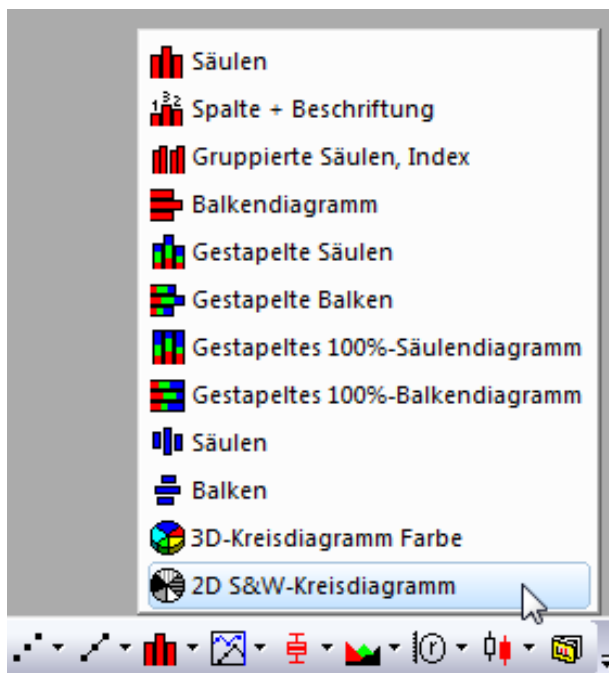 Säulen
Spalte + Beschriftung
Gruppierte Säulen, Index
Balkendiagramm
Gestapelte Säulen
Gestapelte Balken
Gestapeltes 100%-Säulendiagramm
Gestapeltes 100%-Balkendiagramm
Säulen
Balken
3D-Kreisdiagramm Farbe
2D S&W-Kreisdiagramm